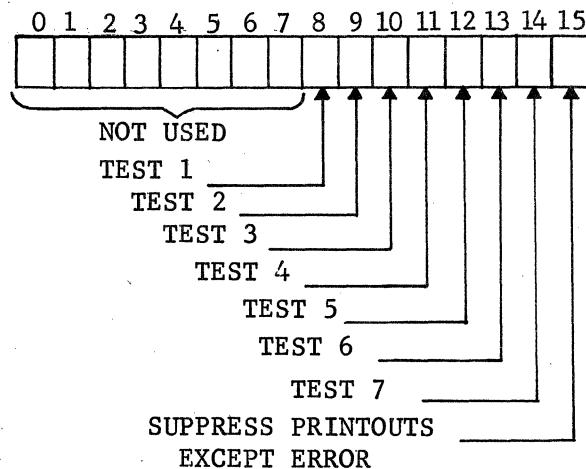 0 1 2 3 4 5 6 7 8 9 10 11 12 13 14 15
NOT USED
TEST 1
TEST 2
TEST 3
TEST 4
TEST 5
TEST 6
TEST 7
SUPPRESS PRINTOUTS
EXCEPT ERROR